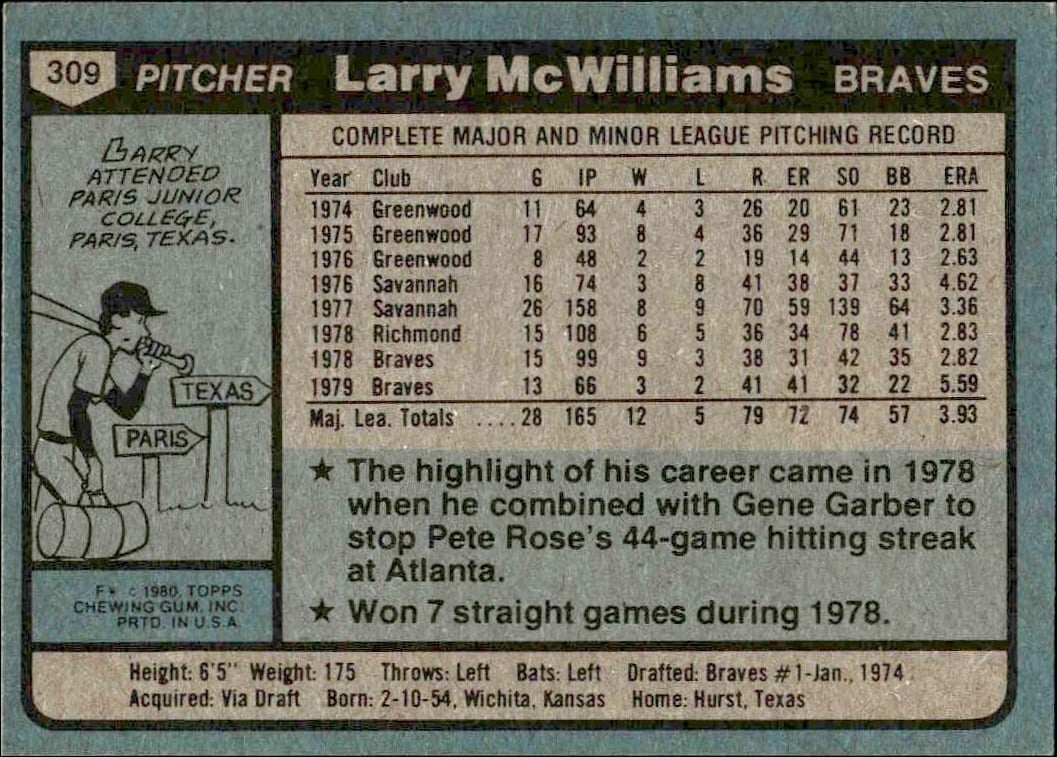 309 PITCHER Larry McWilliams BRAVES
BARRY
ATTENDED
PARIS JUNIOR
COLLEGE,
PARIS, TEXAS.
TEXAS
PARIS
F* © 1980 TOPPS
CHEWING GUM, INC.
PRTD. IN U.S.A.
COMPLETE MAJOR AND MINOR LEAGUE PITCHING RECORD
Year Club G IP W L R ER SO BB ERA
1974 Greenwood 11 64 4 3 26 20 61 23 2.81
1975 Greenwood 17 93 8 4 36 29 71 18 2.81
1976 Greenwood 8 48 2 2 19 14 44 13 2.63
1976 Savannah 16 74 3 8 41 38 37 33 4.62
1977 Savannah 26 158 8 9 70 59 139 64 3.36
1978 Richmond 15 108 6 5 36 34 78 41 2.83
1978 Braves 15 99 9 3 38 31 42 35 2.82
1979 Braves 13 66 3 2 41 41 32 22 5.59
Maj. Lea. Totals ....28 165 12 5 79 72 74 57 3.93
★ The highlight of his career came in 1978
when he combined with Gene Garber to
stop Pete Rose's 44-game hitting streak
at Atlanta.
★ Won 7 straight games during 1978.
Height: 6'5" Weight: 175 Throws: Left Bats: Left Drafted: Braves #1-Jan., 1974
Acquired: Via Draft Born: 2-10-54, Wichita, Kansas Home: Hurst, Texas